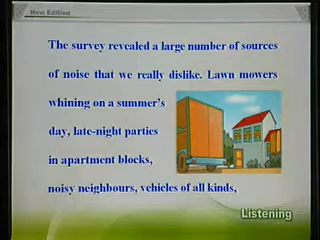 New Edition
The survey revealed a large number of sources
of noise that we really dislike. Lawn mowers
whining on a summer's
day, late-night parties
in apartment blocks,
noisy neighbours, vehicles of all kinds,
Listening